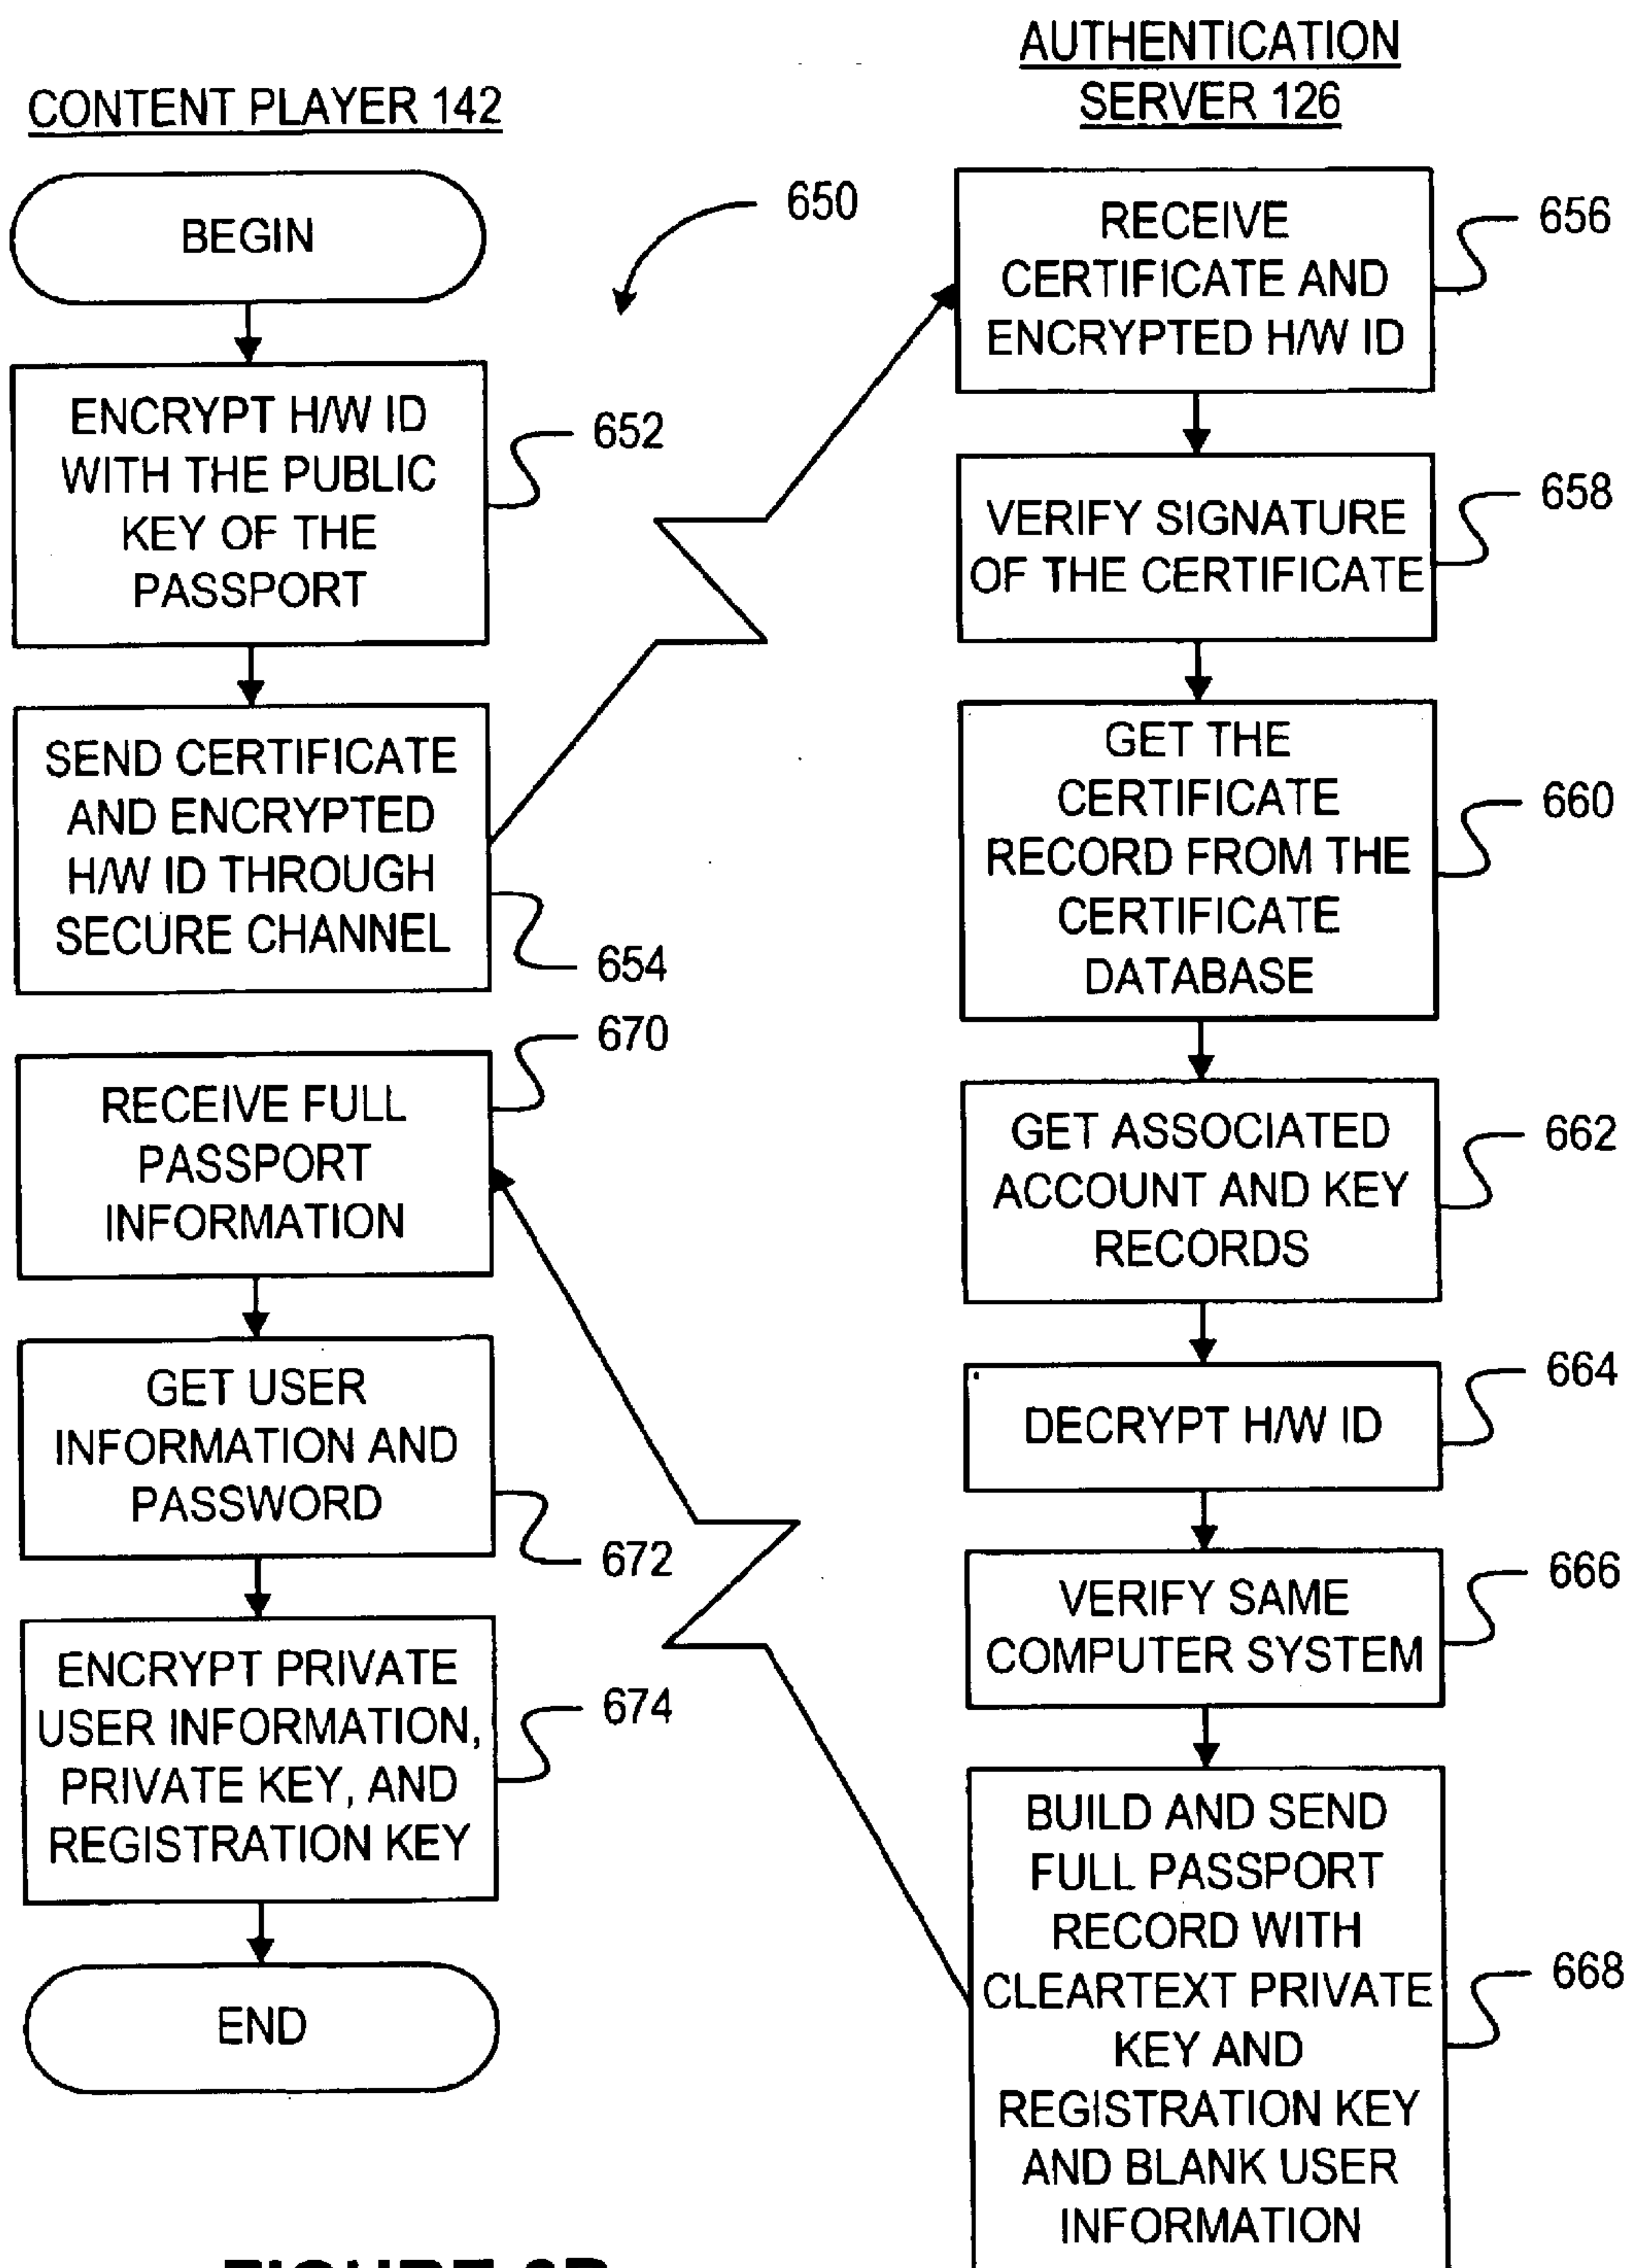 CONTENT PLAYER 142
BEGIN
650
ENCRYPT H/W ID
WITH THE PUBLIC
KEY OF THE
PASSPORT
652
SEND CERTIFICATE
AND ENCRYPTED
H/W ID THROUGH
SECURE CHANNEL
654
AUTHENTICATION
SERVER 126
RECEIVE
CERTIFICATE AND
ENCRYPTED H/W ID
656
VERIFY SIGNATURE
OF THE CERTIFICATE
658
GET THE
CERTIFICATE
RECORD FROM THE
CERTIFICATE
DATABASE
660
GET ASSOCIATED
ACCOUNT AND KEY
RECORDS
662
DECRYPT H/W ID
664
VERIFY SAME
COMPUTER SYSTEM
666
BUILD AND SEND
FULL PASSPORT
RECORD WITH
CLEARTEXT PRIVATE
KEY AND
REGISTRATION KEY
AND BLANK USER
INFORMATION
668
RECEIVE FULL
PASSPORT
INFORMATION
670
GET USER
INFORMATION AND
PASSWORD
672
ENCRYPT PRIVATE
USER INFORMATION,
PRIVATE KEY, AND
REGISTRATION KEY
674
END
FIGURE